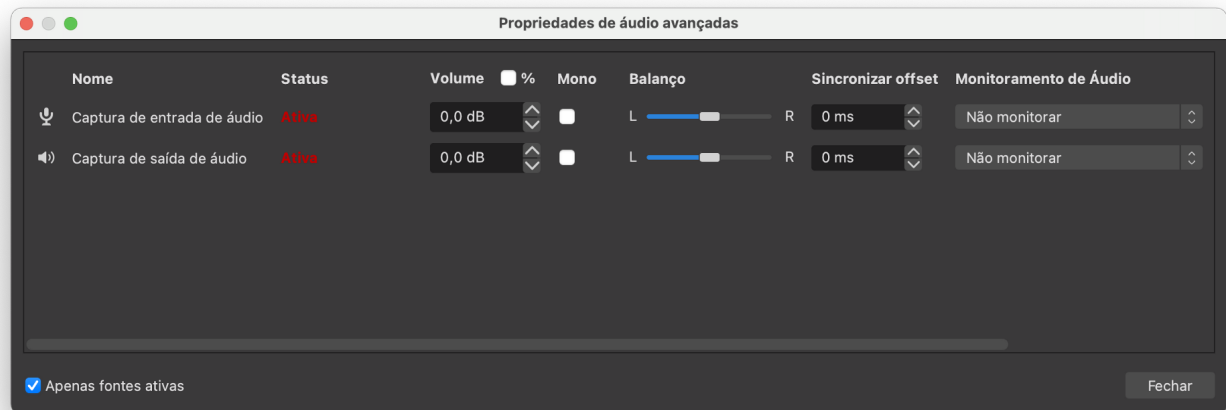 Propriedades de áudio avançadas
Nome Status Volume % Mono Balanço Sincronizar offset Monitoramento de Áudio
Captura de entrada de áudio Ativa 0,0 dB L R 0 ms Não monitorar
Captura de saída de áudio Ativa 0,0 dB L R 0 ms Não monitorar
Apenas fontes ativas Fechar